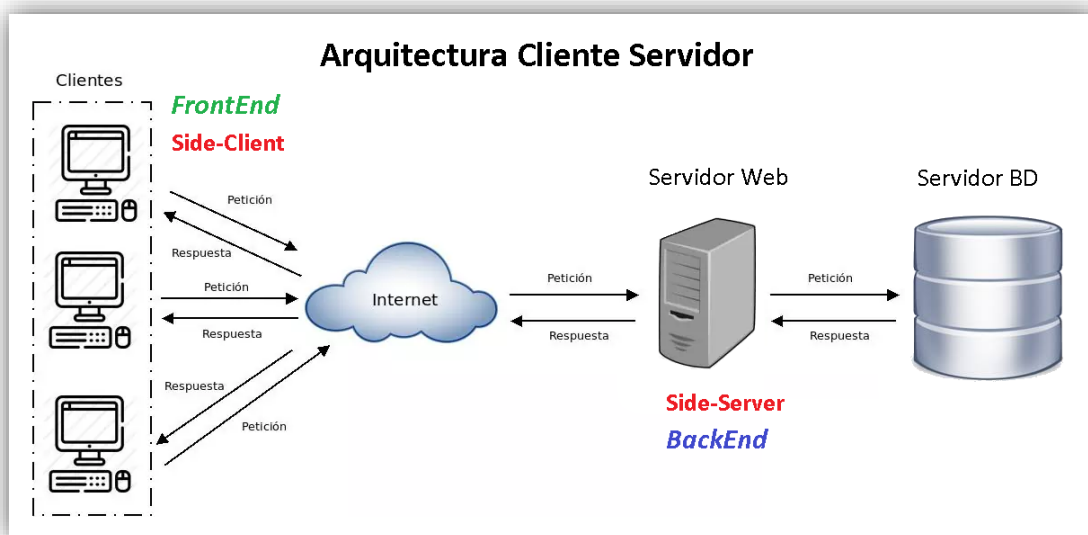 Arquitectura Cliente Servidor
Clientes
FrontEnd
Side-Client
Petición
Respuesta
Petición
Respuesta
Respuesta
Petición
Internet
Petición
Respuesta
Servidor Web
Side-Server
BackEnd
Petición
Respuesta
Servidor BD